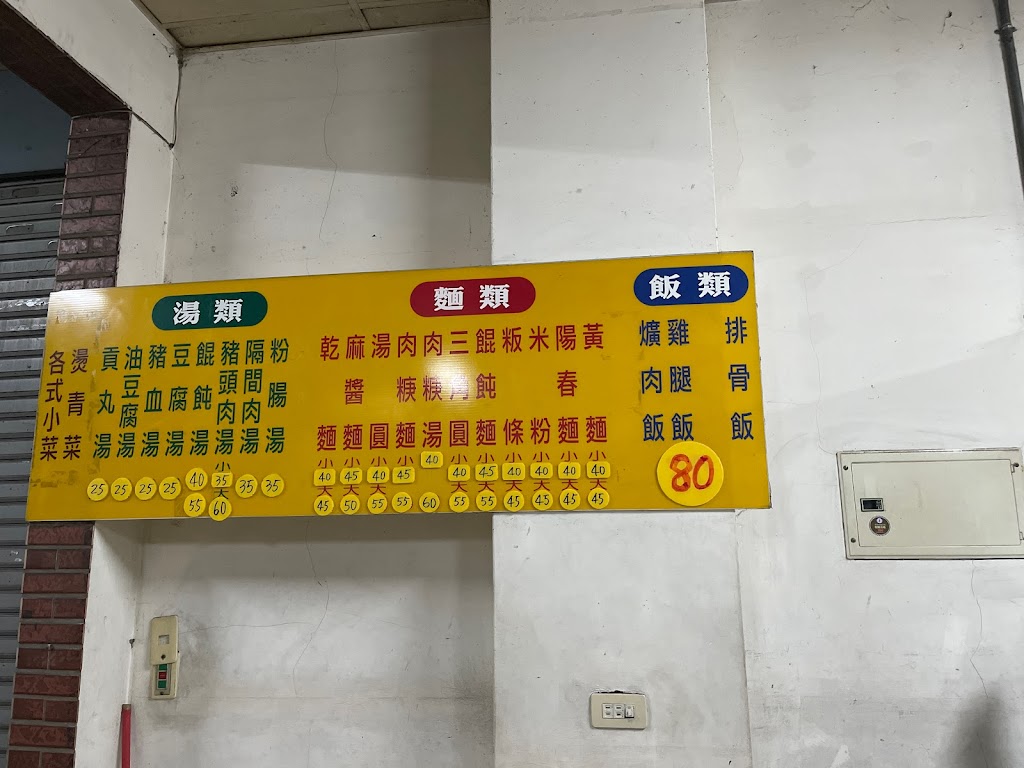 飯類
排骨飯
雞腿飯
爌肉飯
80
麵類
黃麵 小40 大45
陽春麵 小40 大45
米粉 小40 大45
粄條 小40 大45
餛飩麵 小45 大55
三角圓 小40 大55
肉湯 40 60
肉麵 小45 55
湯圓 小40 大55
麻醬麵 小45 大50
乾麵 小40 大45
湯類
粉腸湯 35
隔間肉湯 35
豬頭肉湯 小35 大60
餛飩湯 40 55
豆腐湯 25
豬血湯 25
油豆腐湯 25
貢丸湯 25
燙青菜
各式小菜